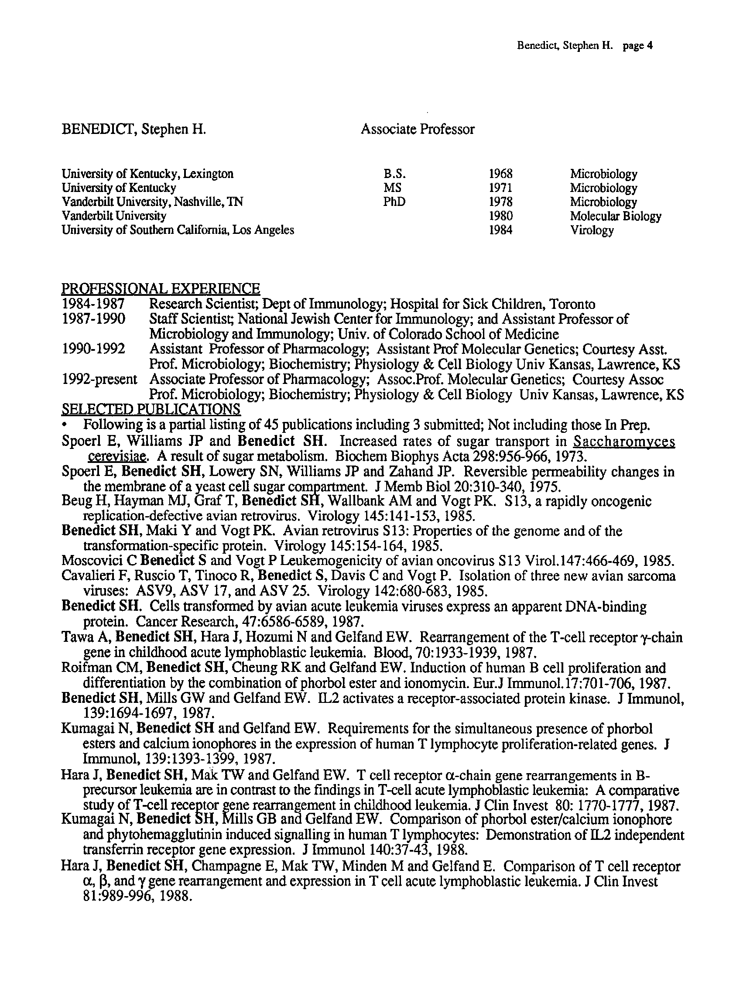 Benedict, Stephen H. page 4
BENEDICT, Stephen H. Associate Professor
University of Kentucky, Lexington B.S. 1968 Microbiology
University of Kentucky MS 1971 Microbiology
Vanderbilt University, Nashville, TN PhD 1978 Microbiology
Vanderbilt University 1980 Molecular Biology
University of Southern California, Los Angeles 1984 Virology
PROFESSIONAL EXPERIENCE
1984-1987 Research Scientist; Dept of Immunology; Hospital for Sick Children, Toronto
1987-1990 Staff Scientist; National Jewish Center for Immunology; and Assistant Professor of
Microbiology and Immunology; Univ. of Colorado School of Medicine
1990-1992 Assistant Professor of Pharmacology; Assistant Prof Molecular Genetics; Courtesy Asst.
Prof. Microbiology; Biochemistry; Physiology & Cell Biology Univ Kansas, Lawrence, KS
1992-present Associate Professor of Pharmacology; Assoc.Prof. Molecular Genetics; Courtesy Assoc
Prof. Microbiology; Biochemistry; Physiology & Cell Biology Univ Kansas, Lawrence, KS
SELECTED PUBLICATIONS
• Following is a partial listing of 45 publications including 3 submitted; Not including those In Prep.
Spoerl E, Williams JP and Benedict SH. Increased rates of sugar transport in Saccharomyces
cerevisiae. A result of sugar metabolism. Biochem Biophys Acta 298:956-966, 1973.
Spoerl E, Benedict SH, Lowery SN, Williams JP and Zahand JP. Reversible permeability changes in
the membrane of a yeast cell sugar compartment. J Memb Biol 20:310-340, 1975.
Beug H, Hayman MJ, Graf T, Benedict SH, Wallbank AM and Vogt PK. S13, a rapidly oncogenic
replication-defective avian retrovirus. Virology 145:141-153, 1985.
Benedict SH, Maki Y and Vogt PK. Avian retrovirus S13: Properties of the genome and of the
transformation-specific protein. Virology 145:154-164, 1985.
Moscovici C Benedict S and Vogt P Leukemogenicity of avian oncovirus S13 Virol.147:466-469, 1985.
Cavalieri F, Ruscio T, Tinoco R, Benedict S, Davis C and Vogt P. Isolation of three new avian sarcoma
viruses: ASV9, ASV 17, and ASV 25. Virology 142:680-683, 1985.
Benedict SH. Cells transformed by avian acute leukemia viruses express an apparent DNA-binding
protein. Cancer Research, 47:6586-6589, 1987.
Tawa A, Benedict SH, Hara J, Hozumi N and Gelfand EW. Rearrangement of the T-cell receptor γ-chain
gene in childhood acute lymphoblastic leukemia. Blood, 70:1933-1939, 1987.
Roifman CM, Benedict SH, Cheung RK and Gelfand EW. Induction of human B cell proliferation and
differentiation by the combination of phorbol ester and ionomycin. Eur.J Immunol.17:701-706, 1987.
Benedict SH, Mills GW and Gelfand EW. IL2 activates a receptor-associated protein kinase. J Immunol,
139:1694-1697, 1987.
Kumagai N, Benedict SH and Gelfand EW. Requirements for the simultaneous presence of phorbol
esters and calcium ionophores in the expression of human T lymphocyte proliferation-related genes. J
Immunol, 139:1393-1399, 1987.
Hara J, Benedict SH, Mak TW and Gelfand EW. T cell receptor α-chain gene rearrangements in B-
precursor leukemia are in contrast to the findings in T-cell acute lymphoblastic leukemia: A comparative
study of T-cell receptor gene rearrangement in childhood leukemia. J Clin Invest 80: 1770-1777, 1987.
Kumagai N, Benedict SH, Mills GB and Gelfand EW. Comparison of phorbol ester/calcium ionophore
and phytohemagglutinin induced signalling in human T lymphocytes: Demonstration of IL2 independent
transferrin receptor gene expression. J Immunol 140:37-43, 1988.
Hara J, Benedict SH, Champagne E, Mak TW, Minden M and Gelfand E. Comparison of T cell receptor
α, β, and γ gene rearrangement and expression in T cell acute lymphoblastic leukemia. J Clin Invest
81:989-996, 1988.